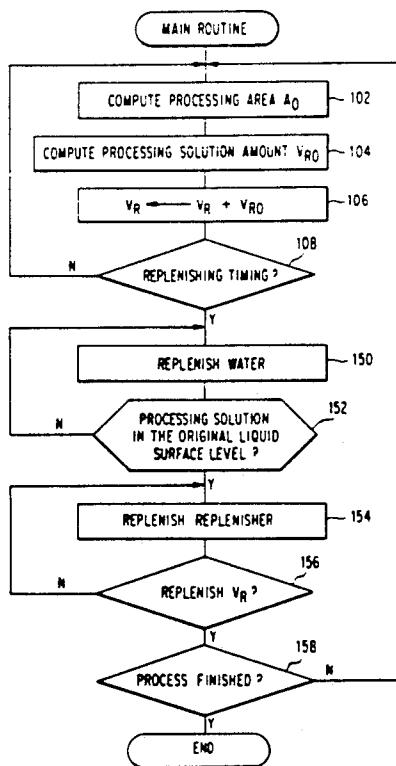 MAIN ROUTINE
COMPUTE PROCESSING AREA A0
102
COMPUTE PROCESSING SOLUTION AMOUNT VR0
104
VR ← VR + VR0
106
108
REPLENISHING TIMING?
N
Y
REPLENISH WATER
150
PROCESSING SOLUTION
IN THE ORIGINAL LIQUID
SURFACE LEVEL?
152
N
Y
REPLENISH REPLENISHER
154
156
REPLENISH VR?
N
Y
158
PROCESS FINISHED?
N
Y
END